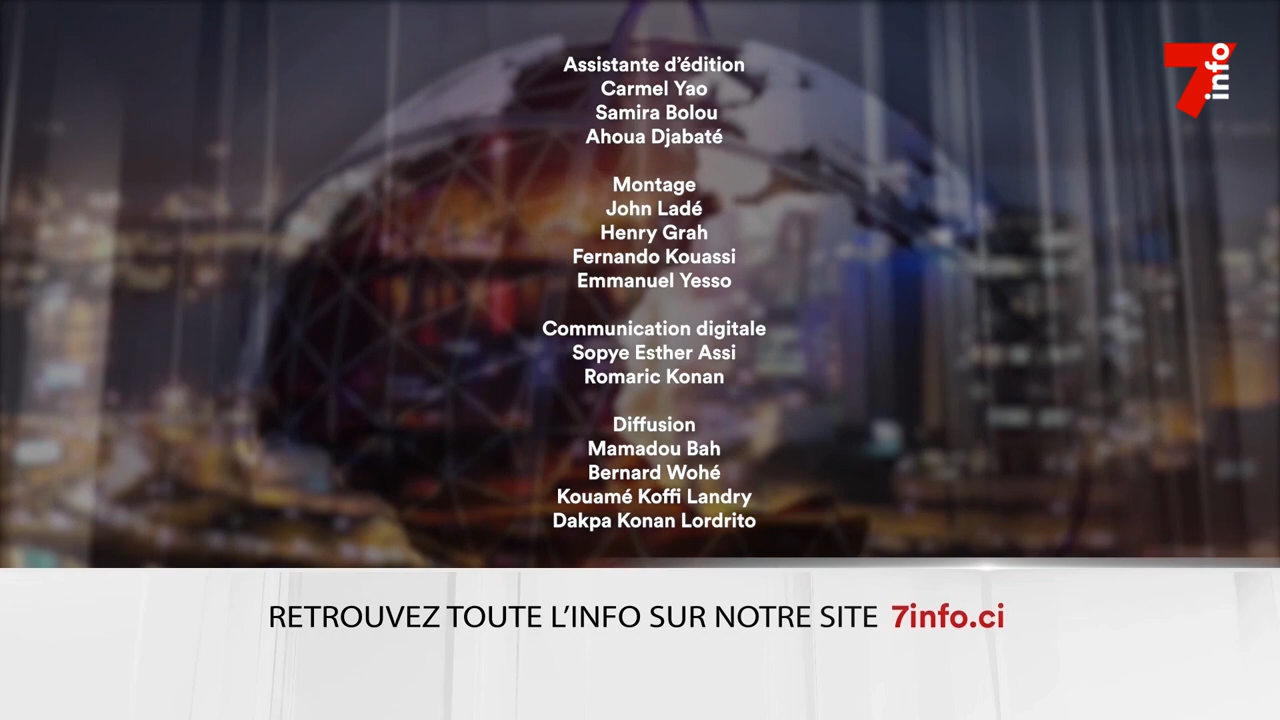 Assistante d'édition
Carmel Yao
Samira Bolou
Ahoua Djabaté
Montage
John Ladé
Henry Grah
Fernando Kouassi
Emmanuel Yesso
Communication digitale
Sopye Esther Assi
Romaric Konan
Diffusion
Mamadou Bah
Bernard Wohé
Kouamé Koffi Landry
Dakpa Konan Lordrito
7info
RETROUVEZ TOUTE L'INFO SUR NOTRE SITE 7info.ci